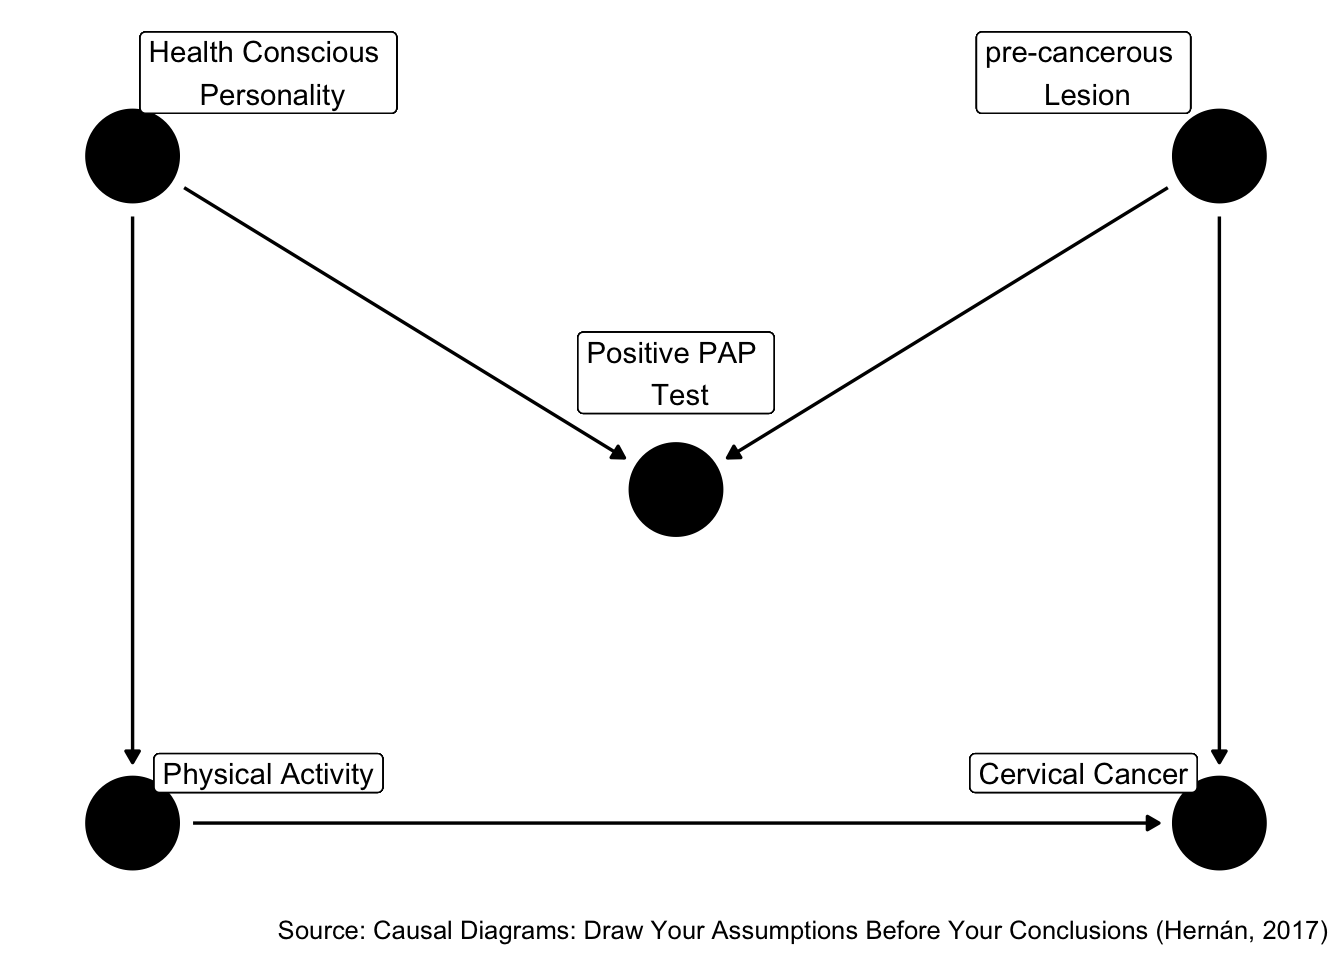 Health Conscious
Personality
pre-cancerous
Lesion
Positive PAP
Test
Physical Activity
Cervical Cancer
Source: Causal Diagrams: Draw Your Assumptions Before Your Conclusions (Hernán, 2017)